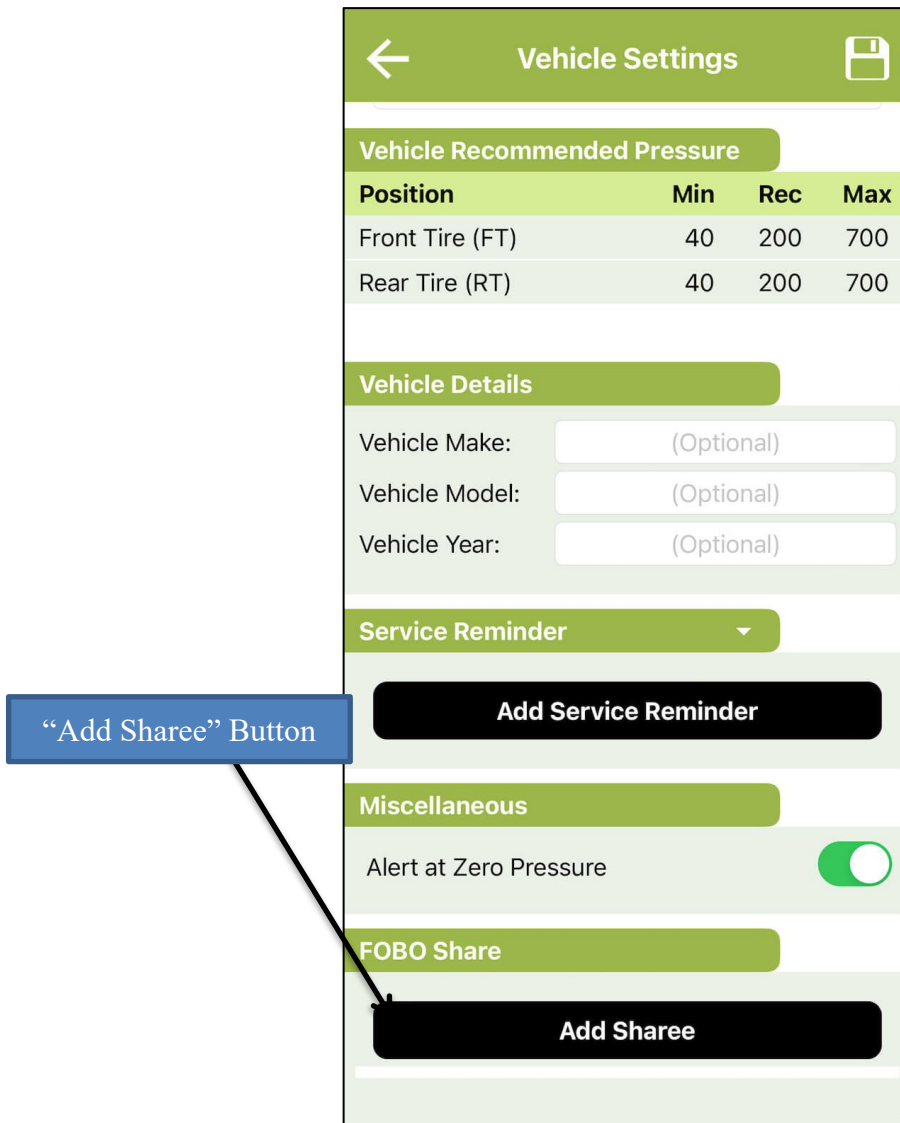 Vehicle Settings
Vehicle Recommended Pressure
Position Min Rec Max
Front Tire (FT) 40 200 700
Rear Tire (RT) 40 200 700
Vehicle Details
Vehicle Make: (Optional)
Vehicle Model: (Optional)
Vehicle Year: (Optional)
Service Reminder
Add Service Reminder
“Add Sharee” Button
Miscellaneous
Alert at Zero Pressure
FOBO Share
Add Sharee